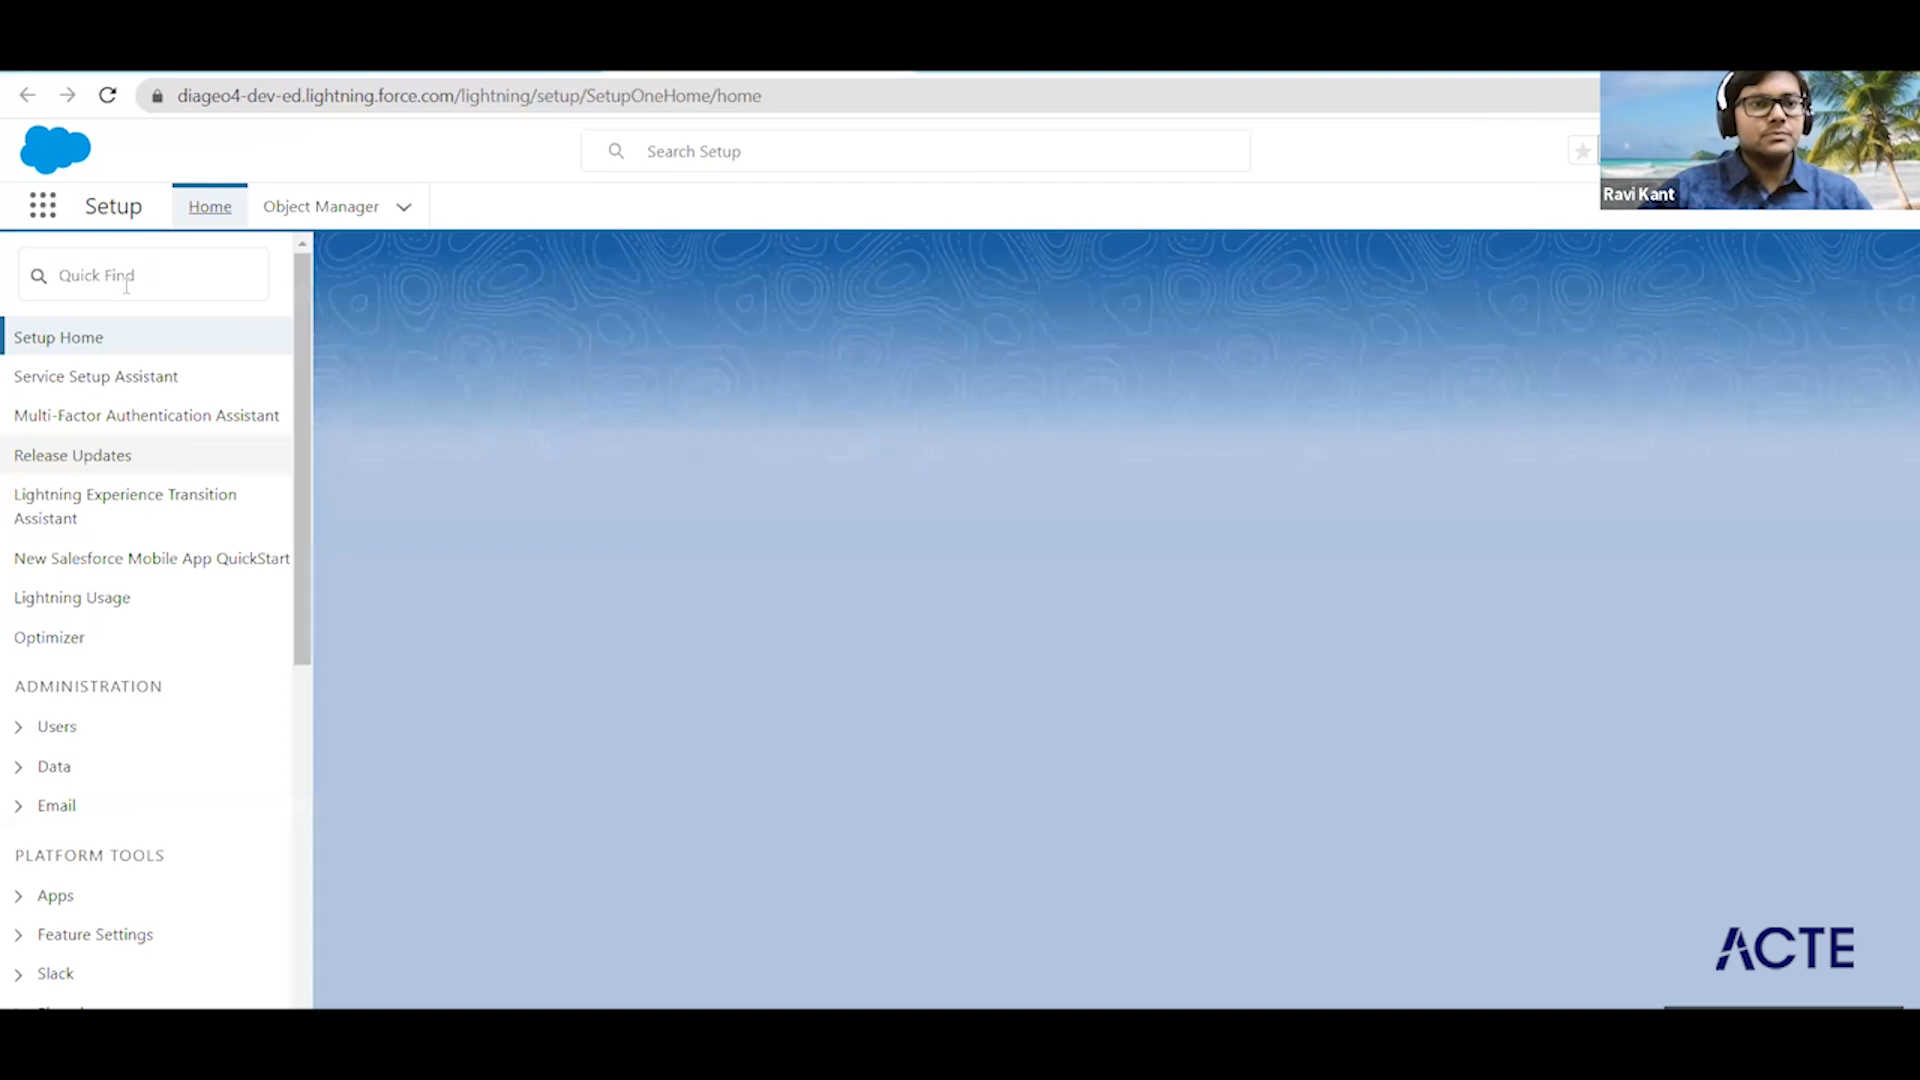 diageo4-dev-ed.lightning.force.com/lightning/setup/SetupOneHome/home
Search Setup
Ravi Kant
Setup
Home
Object Manager
Quick Find
Setup Home
Service Setup Assistant
Multi-Factor Authentication Assistant
Release Updates
Lightning Experience Transition
Assistant
New Salesforce Mobile App QuickStart
Lightning Usage
Optimizer
ADMINISTRATION
Users
Data
Email
PLATFORM TOOLS
Apps
Feature Settings
Slack
ACTE